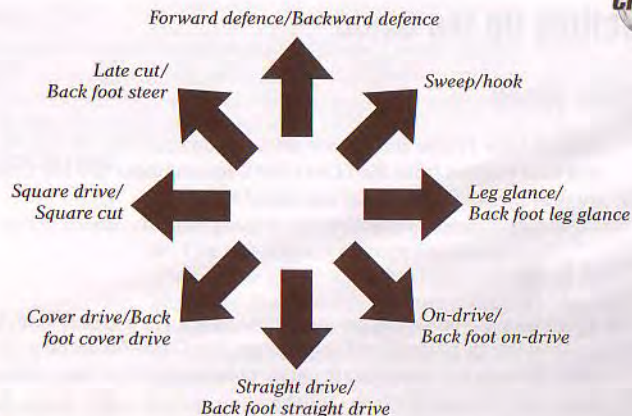 Forward defence/Backward defence
Late cut/
Back foot steer
Sweep/hook
Square drive/
Square cut
Leg glance/
Back foot leg glance
Cover drive/Back
foot cover drive
On-drive/
Back foot on-drive
Straight drive/
Back foot straight drive